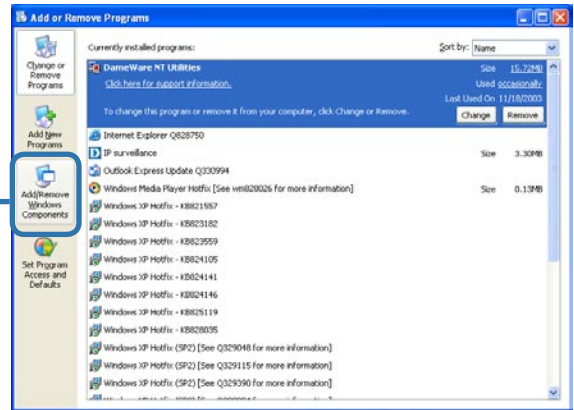 Add or Remove Programs
Change or Remove Programs
Currently installed programs:
Sort by: Name
DameWare NT Utilities
Size 15.72MB
Click here for support information.
Used occasionally
Last Used On 11/18/2003
To change this program or remove it from your computer, click Change or Remove.
Change
Remove
Add New Programs
Internet Explorer Q828750
IP surveillance
Size 3.30MB
Outlook Express Update Q330994
Windows Media Player Hotfix [See wm828026 for more information]
Size 0.13MB
Add/Remove Windows Components
Windows XP Hotfix - KB821557
Windows XP Hotfix - KB823182
Windows XP Hotfix - KB823559
Windows XP Hotfix - KB824105
Set Program Access and Defaults
Windows XP Hotfix - KB824141
Windows XP Hotfix - KB824146
Windows XP Hotfix - KB825119
Windows XP Hotfix - KB828035
Windows XP Hotfix (SP2) [See Q329048 for more information]
Windows XP Hotfix (SP2) [See Q329115 for more information]
Windows XP Hotfix (SP2) [See Q329390 for more information]